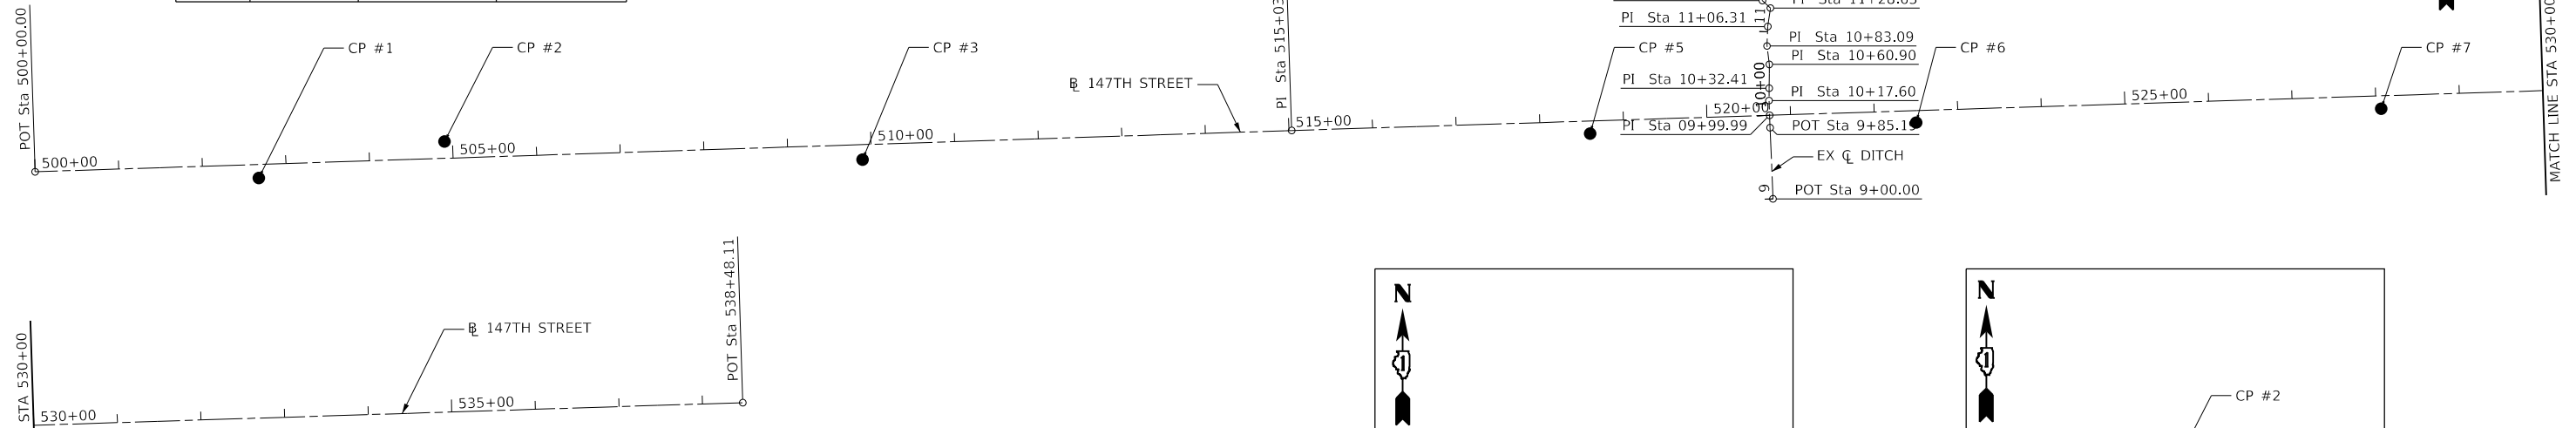 POT Sta 500+00.00
500+00
CP #1
CP #2
505+00
CP #3
510+00
℄ 147TH STREET
PI Sta 515+03
515+00
CP #5
PI Sta 11+06.31
11
PI Sta 10+83.09
PI Sta 10+60.90
PI Sta 10+32.41
10+00
PI Sta 10+17.60
520+00
PI Sta 09+99.99
POT Sta 9+85.15
EX ℄ DITCH
9
POT Sta 9+00.00
CP #6
525+00
CP #7
MATCH LINE STA 530+00
STA 530+00
530+00
℄ 147TH STREET
535+00
POT Sta 538+48.11
N
1
N
1
CP #2